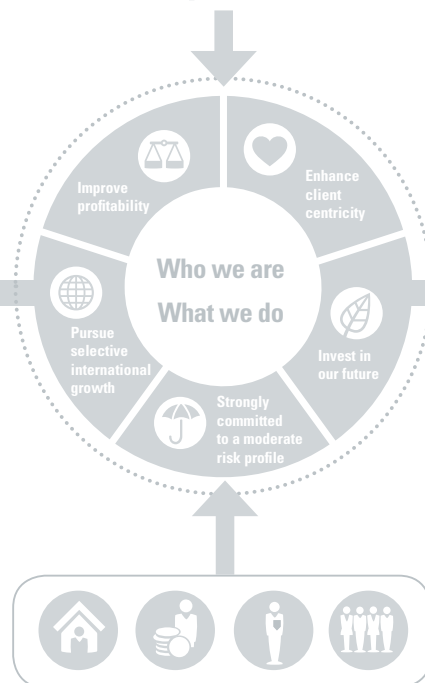 Improve
profitability
Enhance
client
centricity
Who we are
What we do
Pursue
selective
international
growth
Invest in
our future
Strongly
committed
to a moderate
risk profile